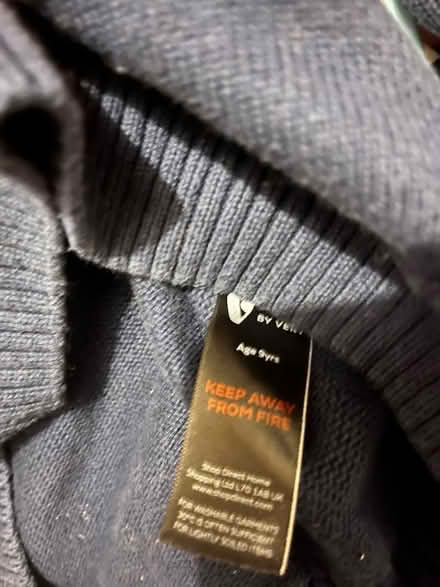 V
BY VERY
Age 9yrs
KEEP AWAY
FROM FIRE
Shop Direct Home
Shopping Ltd L70 1AB UK
www.shopdirect.com
FOR WASHABLE GARMENTS
30°C IS OFTEN SUFFICIENT
FOR LIGHTLY SOILED ITEMS